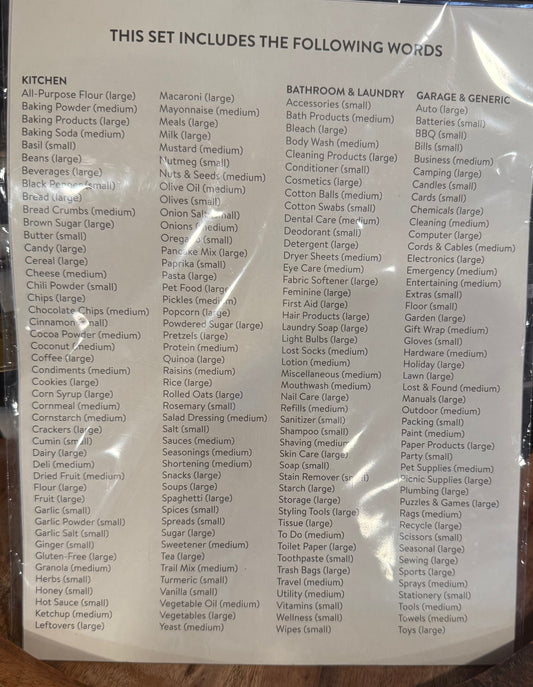 THIS SET INCLUDES THE FOLLOWING WORDS
KITCHEN
All-Purpose Flour (large)
Baking Powder (medium)
Baking Products (large)
Baking Soda (medium)
Basil (small)
Beans (large)
Beverages (large)
Black Pepper (small)
Bread (large)
Bread Crumbs (medium)
Brown Sugar (large)
Butter (small)
Candy (large)
Cereal (large)
Cheese (medium)
Chili Powder (small)
Chips (large)
Chocolate Chips (medium)
Cinnamon (small)
Cocoa Powder (medium)
Coconut (medium)
Coffee (large)
Condiments (medium)
Cookies (large)
Corn Syrup (large)
Cornmeal (medium)
Cornstarch (medium)
Crackers (large)
Cumin (small)
Dairy (large)
Deli (medium)
Dried Fruit (medium)
Flour (large)
Fruit (large)
Garlic (small)
Garlic Powder (small)
Garlic Salt (small)
Ginger (small)
Gluten-Free (large)
Granola (medium)
Herbs (small)
Honey (small)
Hot Sauce (small)
Ketchup (medium)
Leftovers (large)
Macaroni (large)
Mayonnaise (medium)
Meals (large)
Milk (large)
Mustard (medium)
Nutmeg (small)
Nuts & Seeds (medium)
Olive Oil (medium)
Olives (small)
Onion Salt (small)
Onions (medium)
Oregano (small)
Pancake Mix (large)
Paprika (small)
Pasta (large)
Pet Food (large)
Pickles (medium)
Popcorn (large)
Powdered Sugar (large)
Pretzels (large)
Protein (medium)
Quinoa (large)
Raisins (medium)
Rice (large)
Rolled Oats (large)
Rosemary (small)
Salad Dressing (medium)
Salt (small)
Sauces (medium)
Seasonings (medium)
Shortening (medium)
Snacks (large)
Soups (large)
Spaghetti (large)
Spices (small)
Spreads (small)
Sugar (large)
Sweetener (medium)
Tea (large)
Trail Mix (medium)
Turmeric (small)
Vanilla (small)
Vegetable Oil (medium)
Vegetables (large)
Yeast (medium)
BATHROOM & LAUNDRY
Accessories (small)
Bath Products (medium)
Bleach (large)
Body Wash (medium)
Cleaning Products (large)
Conditioner (small)
Cosmetics (large)
Cotton Balls (medium)
Cotton Swabs (small)
Dental Care (medium)
Deodorant (small)
Detergent (large)
Dryer Sheets (medium)
Eye Care (medium)
Fabric Softener (large)
Feminine (large)
First Aid (large)
Hair Products (large)
Laundry Soap (large)
Light Bulbs (large)
Lost Socks (medium)
Lotion (medium)
Miscellaneous (medium)
Mouthwash (medium)
Nail Care (large)
Refills (medium)
Sanitizer (small)
Shampoo (small)
Shaving (medium)
Skin Care (large)
Soap (small)
Stain Remover (small)
Starch (large)
Storage (large)
Styling Tools (large)
Tissue (large)
To Do (medium)
Toilet Paper (large)
Toothpaste (small)
Trash Bags (large)
Travel (medium)
Utility (medium)
Vitamins (small)
Wellness (small)
Wipes (small)
GARAGE & GENERIC
Auto (large)
Batteries (small)
BBQ (small)
Bills (small)
Business (medium)
Camping (large)
Candles (small)
Cards (small)
Chemicals (large)
Cleaning (medium)
Computer (large)
Cords & Cables (medium)
Electronics (large)
Emergency (medium)
Entertaining (medium)
Extras (small)
Floor (small)
Garden (large)
Gift Wrap (medium)
Gloves (small)
Hardware (medium)
Holiday (large)
Lawn (large)
Lost & Found (medium)
Manuals (large)
Outdoor (medium)
Packing (small)
Paint (medium)
Paper Products (large)
Party (small)
Pet Supplies (medium)
Picnic Supplies (large)
Plumbing (large)
Puzzles & Games (large)
Rags (medium)
Recycle (large)
Scissors (small)
Seasonal (large)
Sewing (large)
Sports (large)
Sprays (medium)
Stationery (small)
Tools (medium)
Towels (medium)
Toys (large)